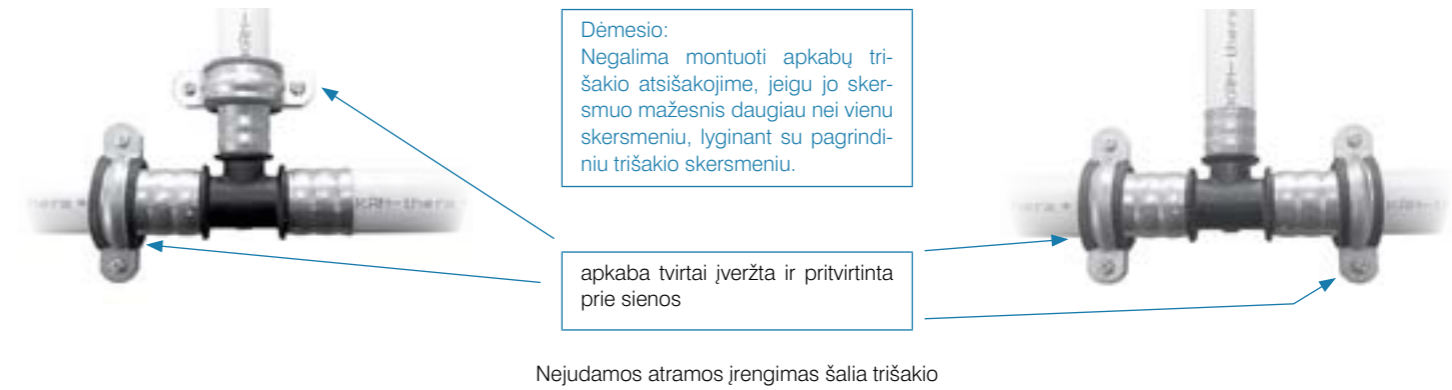 Dėmesio:
Negalima montuoti apkabų tri-
šakio atsišakojime, jeigu jo sker-
smuo mažesnis daugiau nei vienu
skersmeniu, lyginant su pagrindi-
niu trišakio skersmeniu.
apkaba tvirtai įveržta ir pritvirtinta
prie sienos
Nejudamos atramos įrengimas šalia trišakio